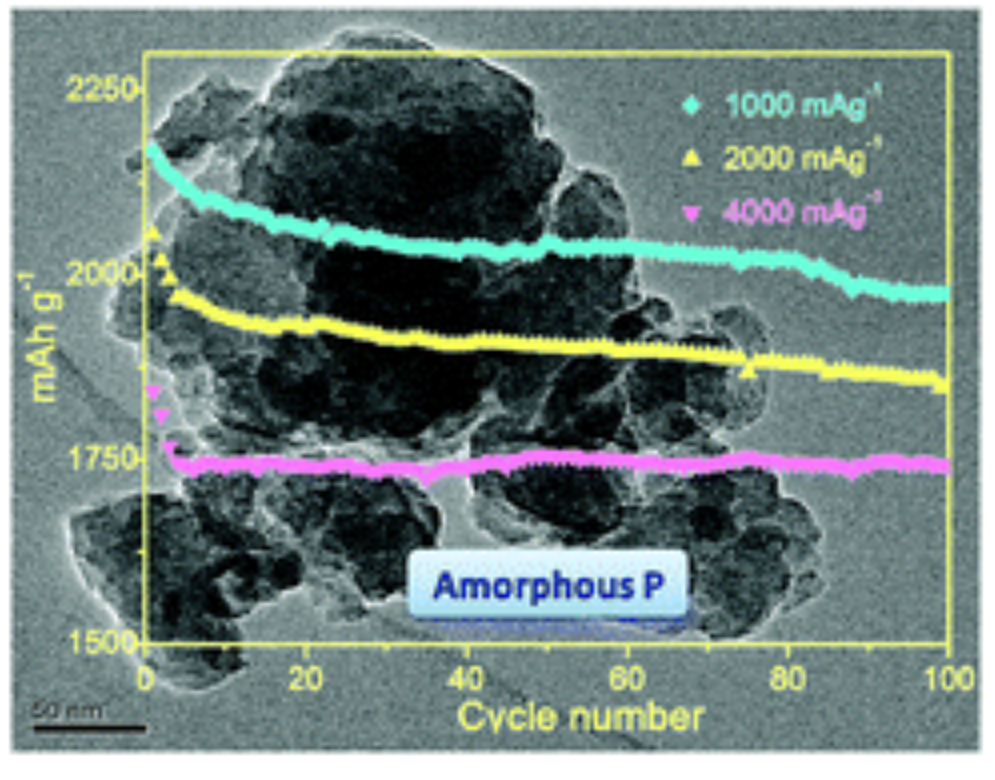 2250
2000
1750
1500
mAh g⁻¹
1000 mAg⁻¹
2000 mAg⁻¹
4000 mAg⁻¹
Amorphous P
0 20 40 60 80 100
Cycle number
50 nm